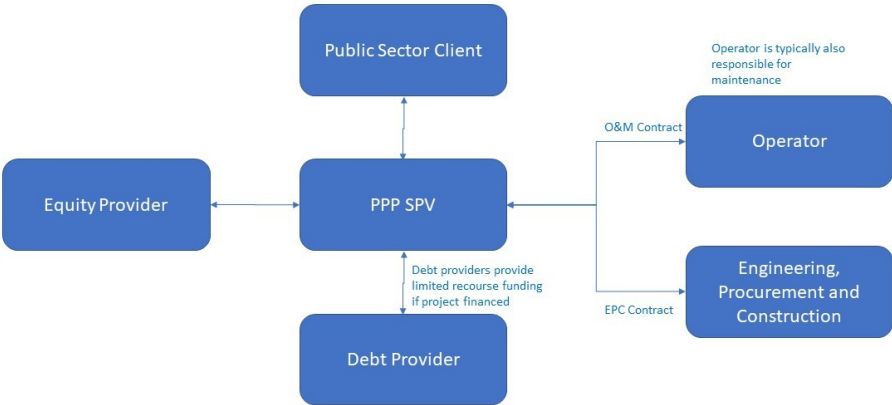 Public Sector Client
Operator is typically also
responsible for
maintenance
O&M Contract
Operator
Equity Provider
PPP SPV
Debt providers provide
limited recourse funding
if project financed
Engineering,
Procurement and
Construction
EPC Contract
Debt Provider